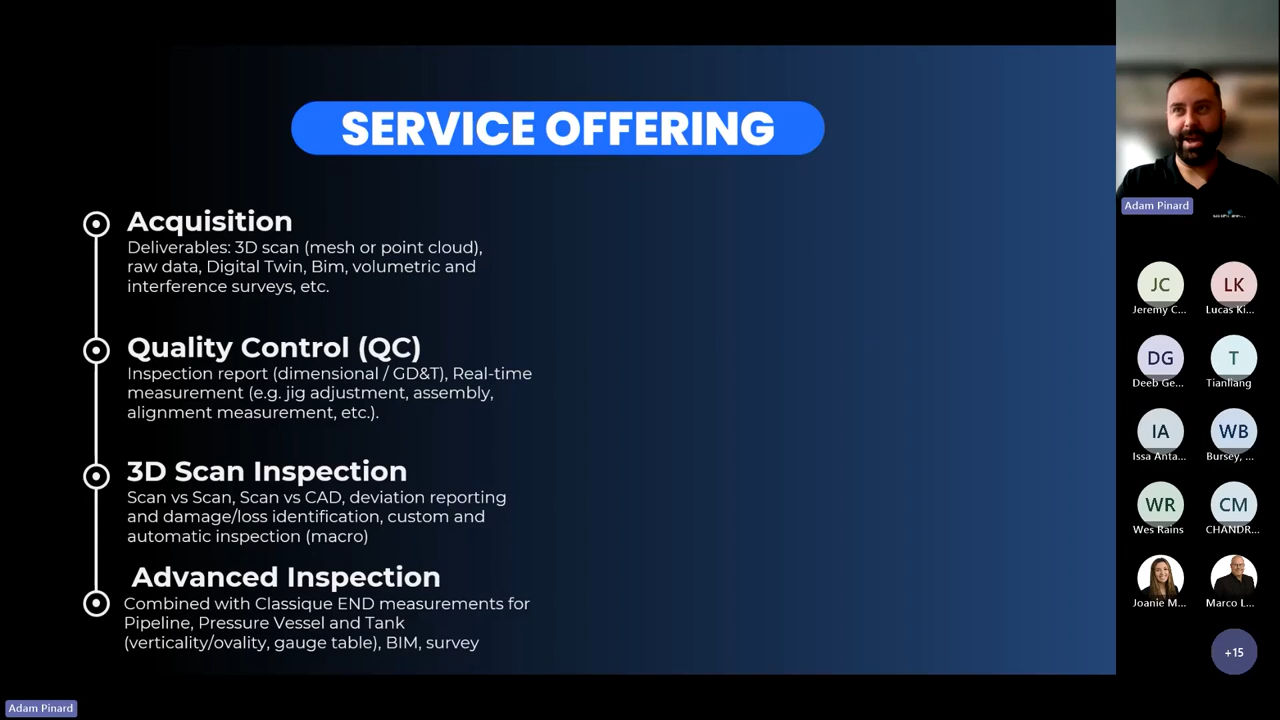 SERVICE OFFERING
Acquisition
Deliverables: 3D scan (mesh or point cloud),
raw data, Digital Twin, Bim, volumetric and
interference surveys, etc.
Quality Control (QC)
Inspection report (dimensional / GD&T), Real-time
measurement (e.g. jig adjustment, assembly,
alignment measurement, etc.).
3D Scan Inspection
Scan vs Scan, Scan vs CAD, deviation reporting
and damage/loss identification, custom and
automatic inspection (macro)
Advanced Inspection
Combined with Classique END measurements for
Pipeline, Pressure Vessel and Tank
(verticality/ovality, gauge table), BIM, survey
Adam Pinard
JC
LK
Jeremy C...
Lucas Ki...
DG
T
Deeb Ge...
Tianliang
IA
WB
Issa Anta...
Bursey, ...
WR
CM
Wes Rains
CHANDR...
Joanie M...
Marco L...
+15
Adam Pinard